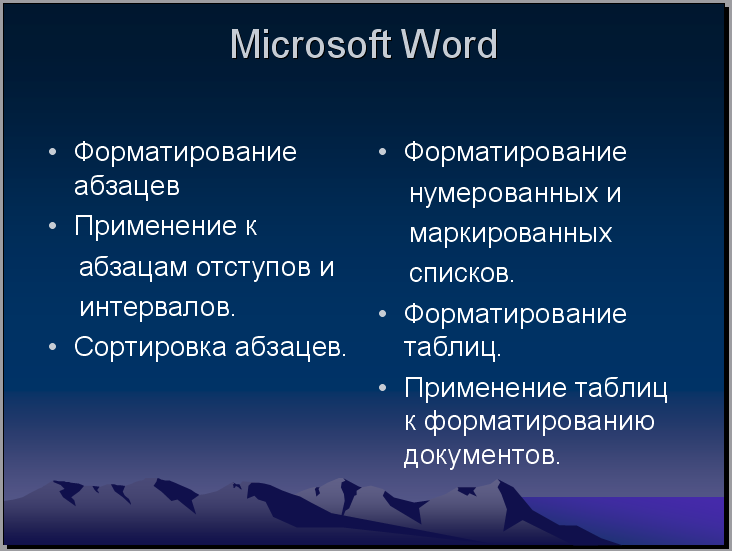 Microsoft Word
• Форматирование
абзацев
• Применение к
абзацам отступов и
интервалов.
• Сортировка абзацев.
• Форматирование
нумерованных и
маркированных
списков.
• Форматирование
таблиц.
• Применение таблиц
к форматированию
документов.